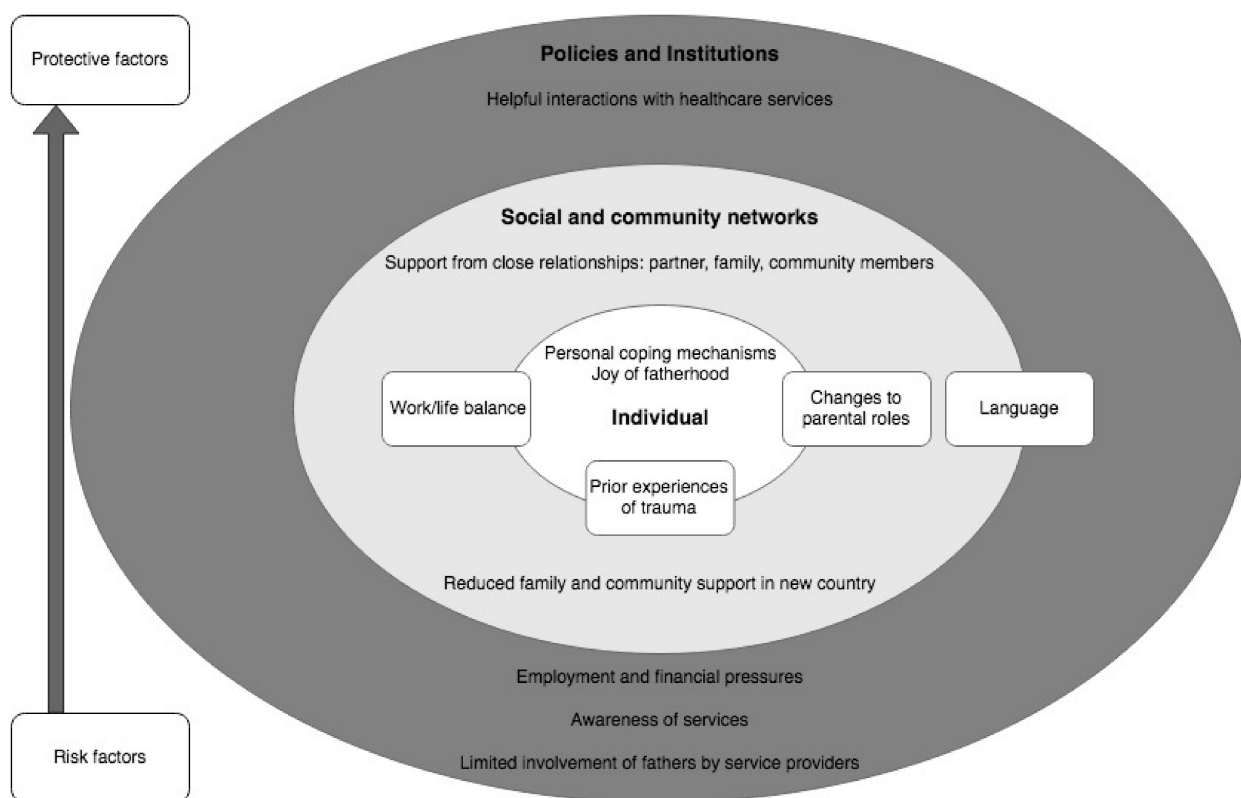 Protective factors
Policies and Institutions
Helpful interactions with healthcare services
Social and community networks
Support from close relationships: partner, family, community members
Personal coping mechanisms
Joy of fatherhood
Individual
Work/life balance
Changes to
parental roles
Language
Prior experiences
of trauma
Reduced family and community support in new country
Employment and financial pressures
Awareness of services
Limited involvement of fathers by service providers
Risk factors